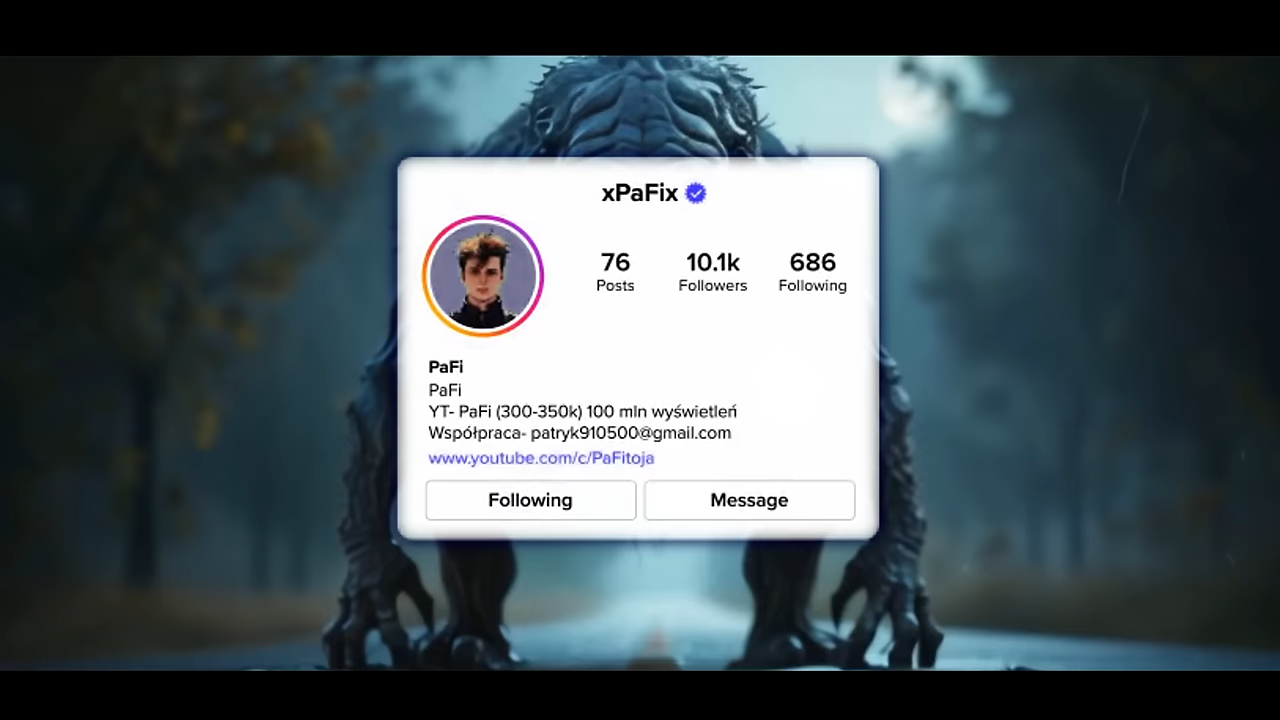 xPaFix
76 10.1k 686
Posts Followers Following
PaFi
PaFi
YT- PaFi (300-350k) 100 mln wyświetleń
Współpraca- patryk910500@gmail.com
www.youtube.com/c/PaFitoja
Following Message